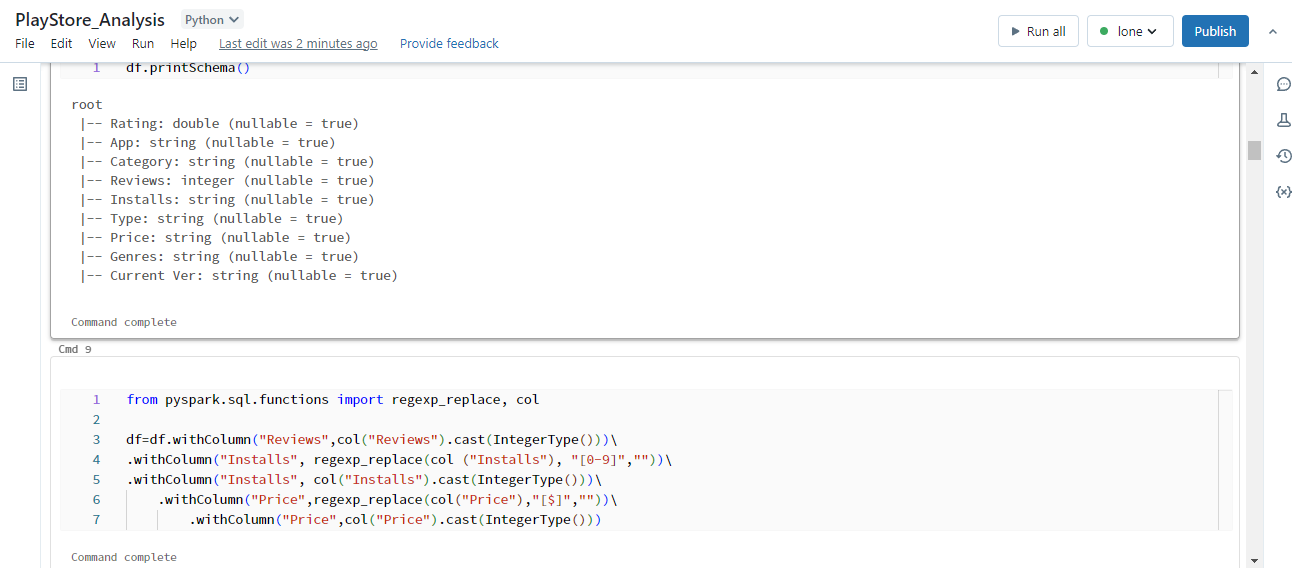 PlayStore_Analysis Python
File Edit View Run Help Last edit was 2 minutes ago Provide feedback
Run all
lone
Publish
1 df.printSchema()
root
|-- Rating: double (nullable = true)
|-- App: string (nullable = true)
|-- Category: string (nullable = true)
|-- Reviews: integer (nullable = true)
|-- Installs: string (nullable = true)
|-- Type: string (nullable = true)
|-- Price: string (nullable = true)
|-- Genres: string (nullable = true)
|-- Current Ver: string (nullable = true)
Command complete
Cmd 9
1 from pyspark.sql.functions import regexp_replace, col
2
3 df=df.withColumn("Reviews",col("Reviews").cast(IntegerType()))\
4 .withColumn("Installs", regexp_replace(col ("Installs"), "[0-9]",""))\
5 .withColumn("Installs", col("Installs").cast(IntegerType()))\
6 .withColumn("Price",regexp_replace(col("Price"),"[$]",""))\
7 .withColumn("Price",col("Price").cast(IntegerType()))
Command complete